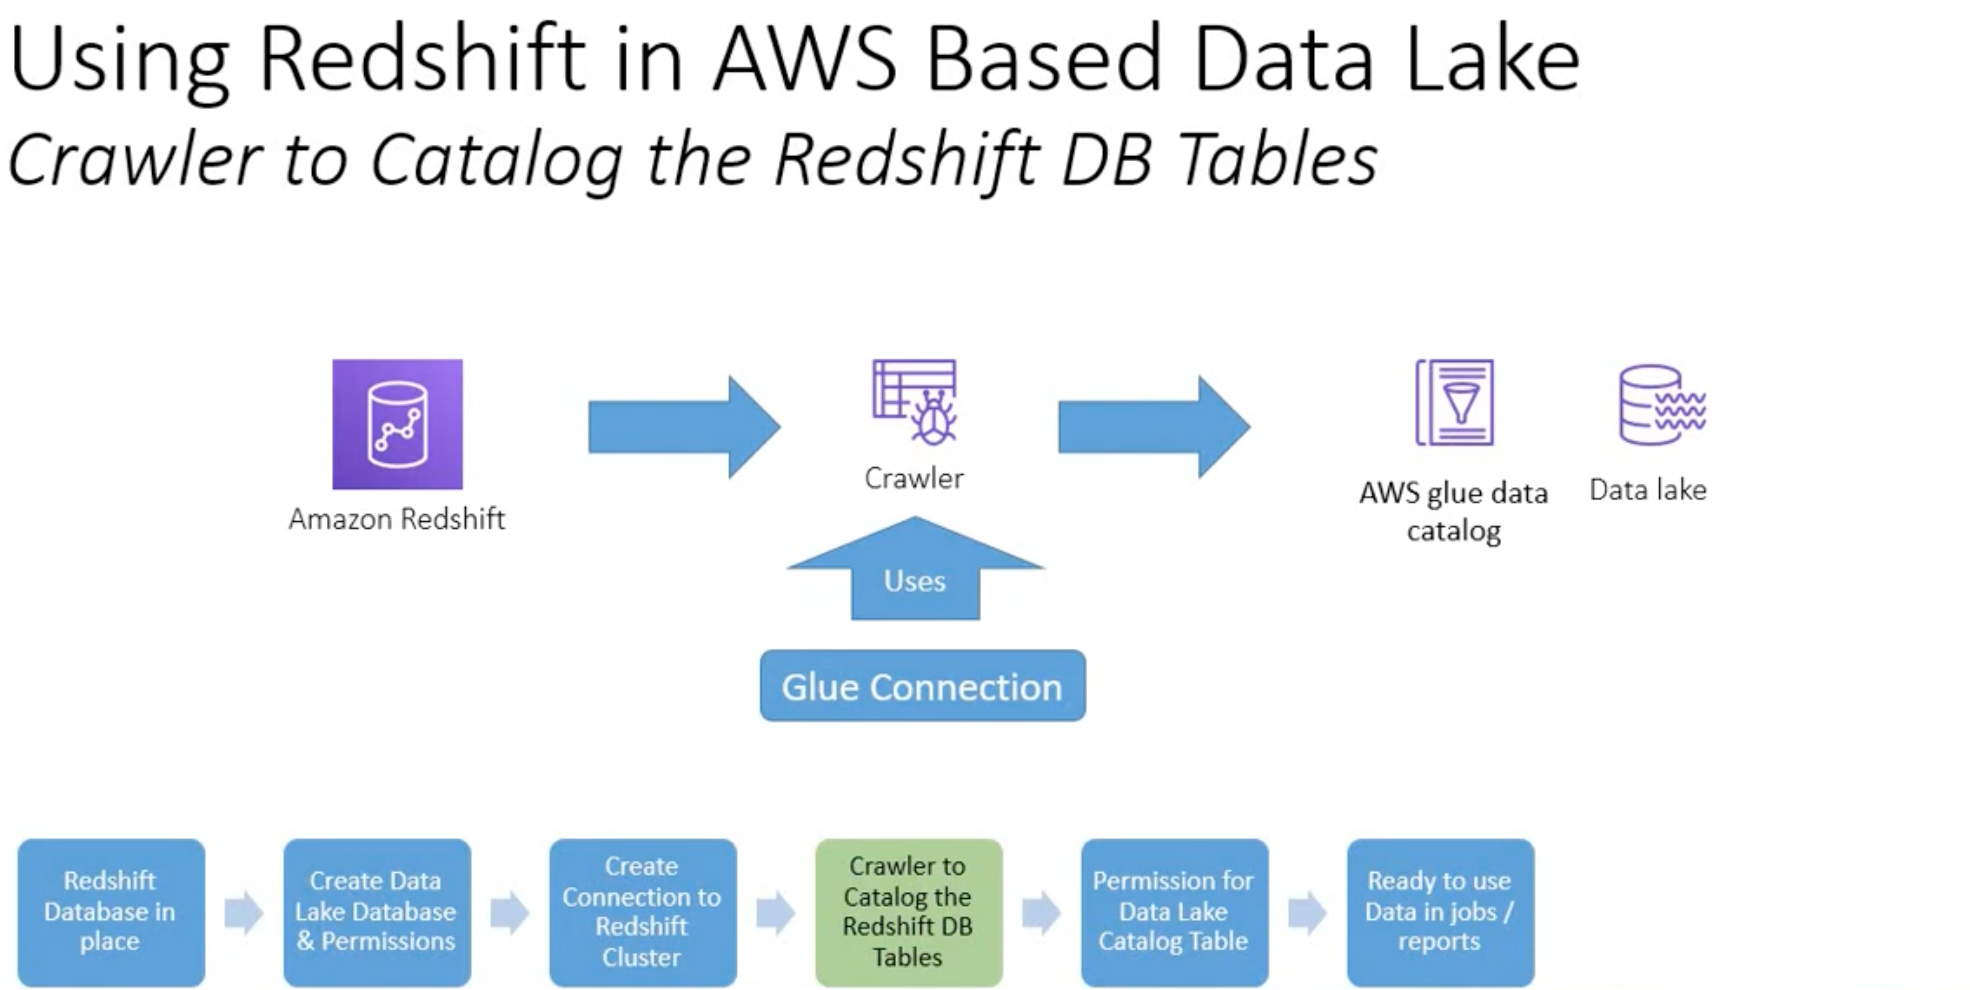 Using Redshift in AWS Based Data Lake
Crawler to Catalog the Redshift DB Tables
Amazon Redshift
Crawler
AWS glue data
catalog
Data lake
Uses
Glue Connection
Redshift
Database in
place
Create Data
Lake Database
& Permissions
Create
Connection to
Redshift
Cluster
Crawler to
Catalog the
Redshift DB
Tables
Permission for
Data Lake
Catalog Table
Ready to use
Data in jobs /
reports